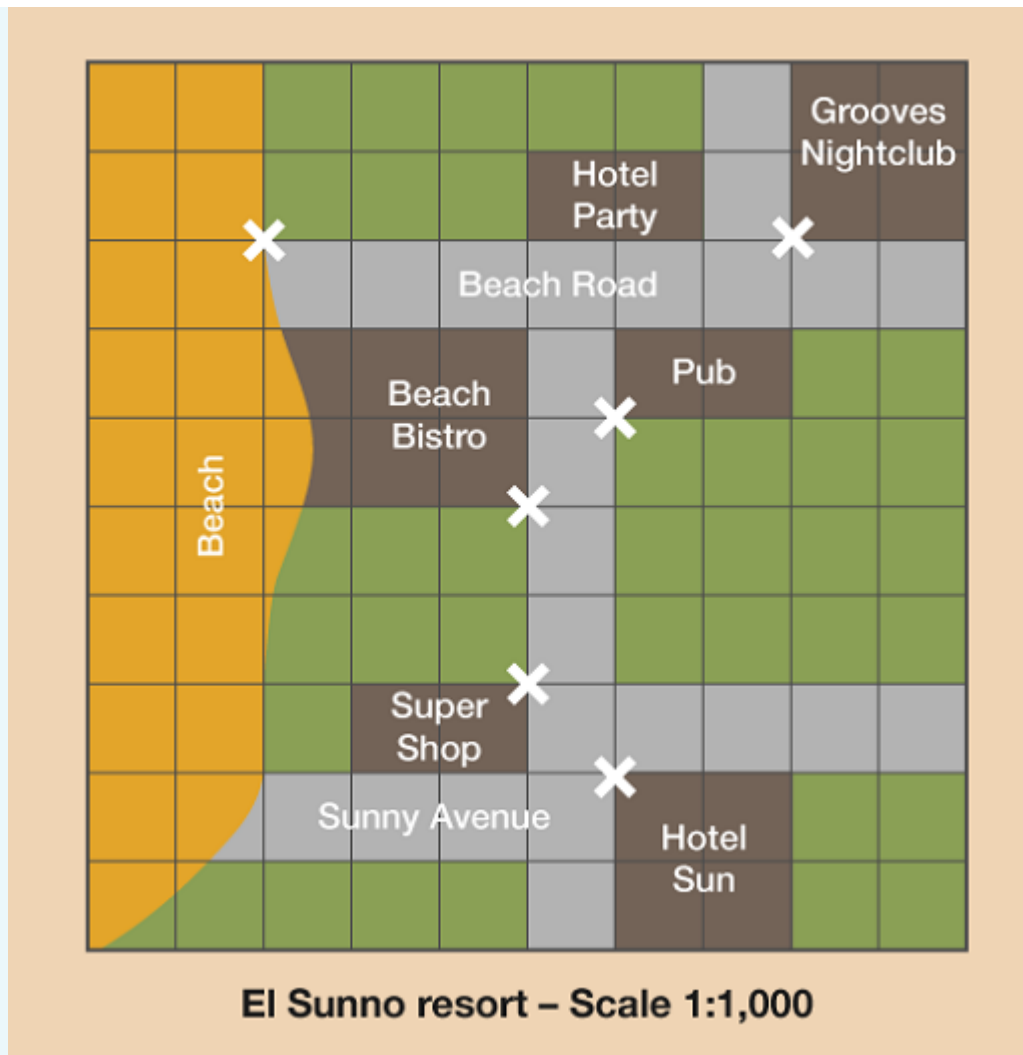 Grooves
Nightclub
Hotel
Party
Beach Road
Pub
Beach
Bistro
Beach
Super
Shop
Sunny Avenue
Hotel
Sun
El Sunno resort – Scale 1:1,000